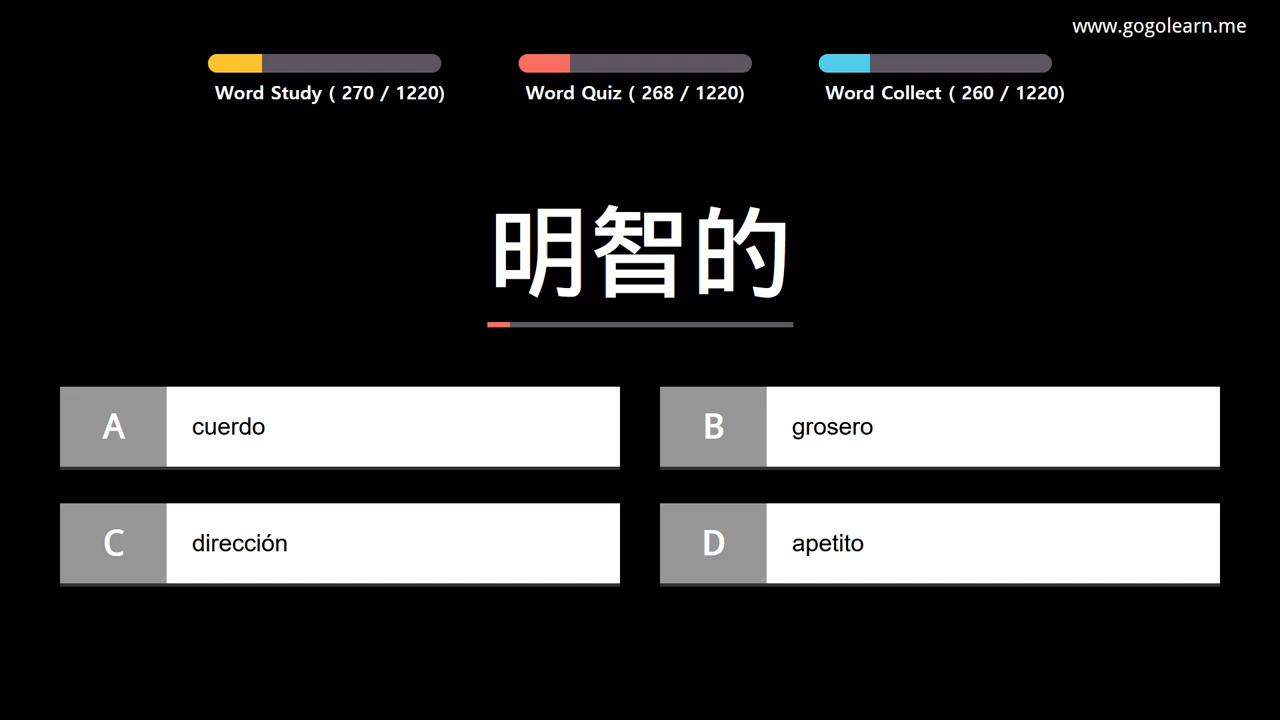 www.gogolearn.me
Word Study ( 270 / 1220)
Word Quiz ( 268 / 1220)
Word Collect ( 260 / 1220)
明智的
A
cuerdo
B
grosero
C
dirección
D
apetito